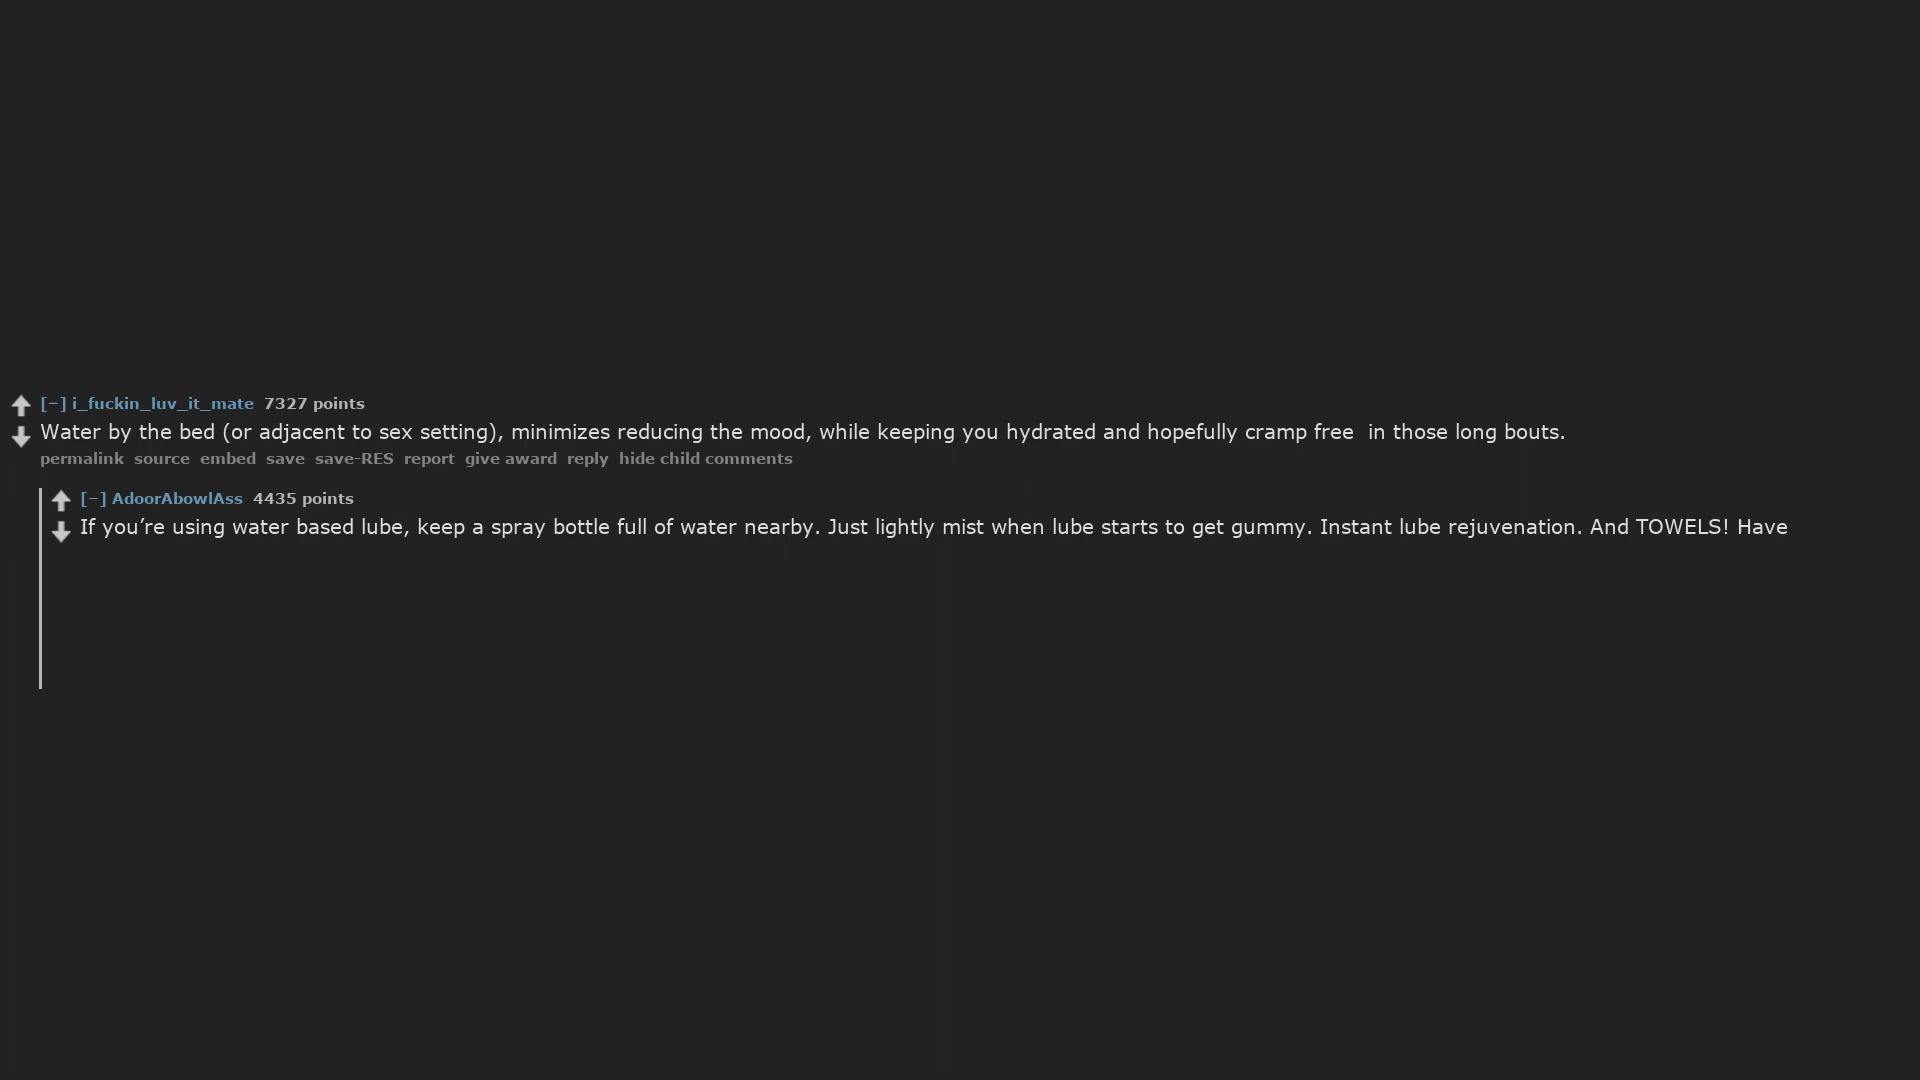 [−] i_fuckin_luv_it_mate 7327 points
Water by the bed (or adjacent to sex setting), minimizes reducing the mood, while keeping you hydrated and hopefully cramp free  in those long bouts.
permalink source embed save save-RES report give award reply hide child comments
[−] AdoorAbowlAss 4435 points
If you’re using water based lube, keep a spray bottle full of water nearby. Just lightly mist when lube starts to get gummy. Instant lube rejuvenation. And TOWELS! Have